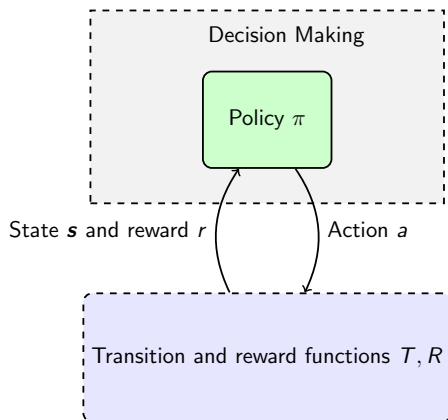 Decision Making
Policy π
State s and reward r
Action a
Transition and reward functions T, R